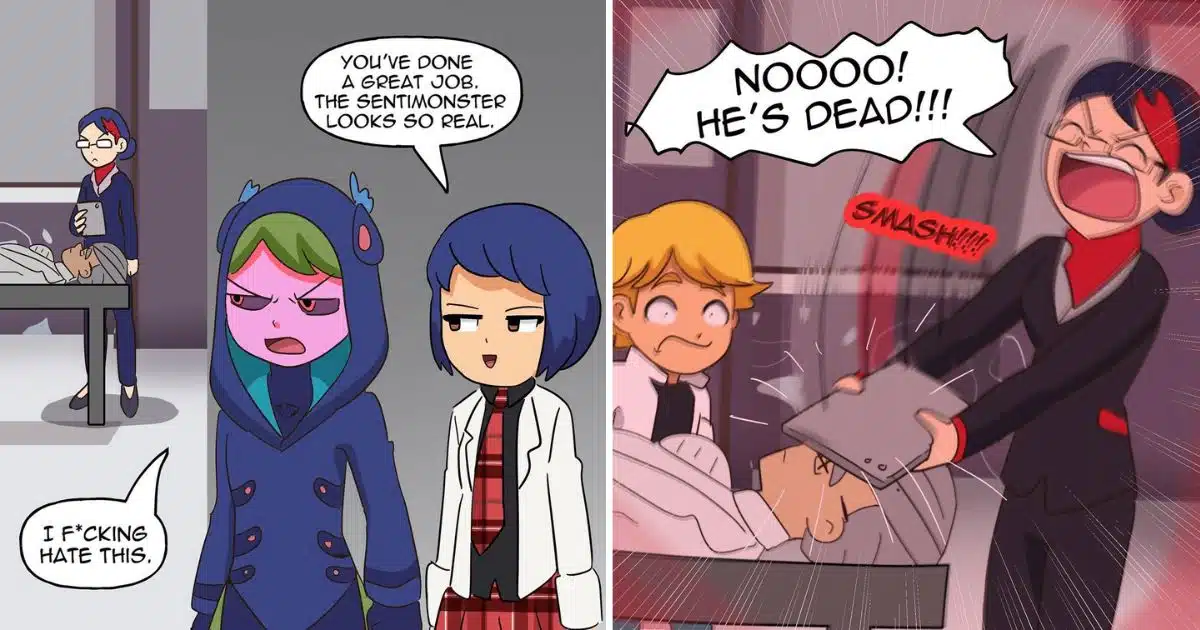 YOU'VE DONE
A GREAT JOB.
THE SENTIMONSTER
LOOKS SO REAL.
I F*CKING
HATE THIS.
NOOOO!
HE'S DEAD!!!
SMASH!!!!